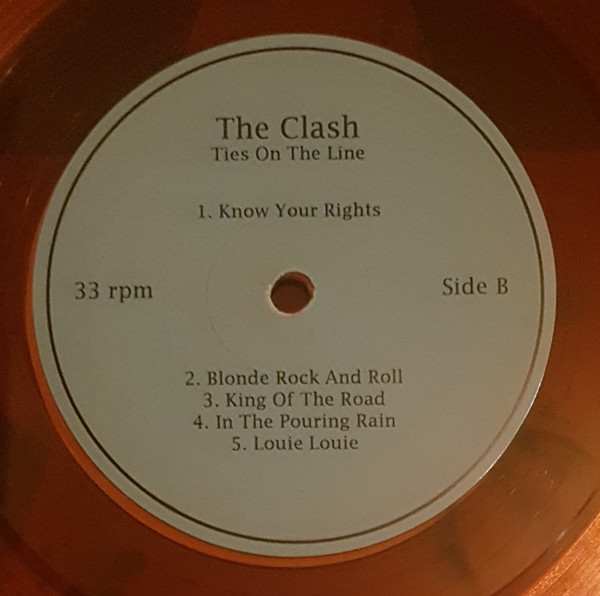 The Clash
Ties On The Line
1. Know Your Rights
33 rpm
Side B
2. Blonde Rock And Roll
3. King Of The Road
4. In The Pouring Rain
5. Louie Louie